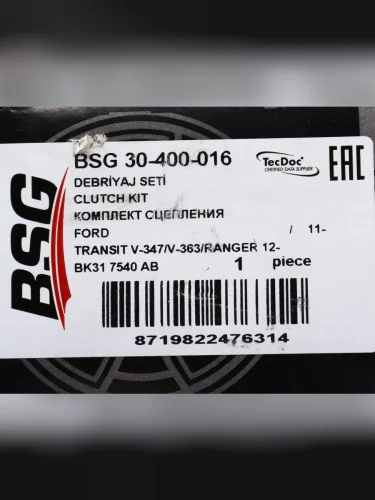 BSG
BSG 30-400-016
TecDoc
CERTIFIED DATA SUPPLIER
EAC
DEBRİYAJ SETİ
CLUTCH KIT
КОМПЛЕКТ СЦЕПЛЕНИЯ
FORD / 11-
TRANSIT V-347/V-363/RANGER 12-
BK31 7540 AB 1 piece
8719822476314